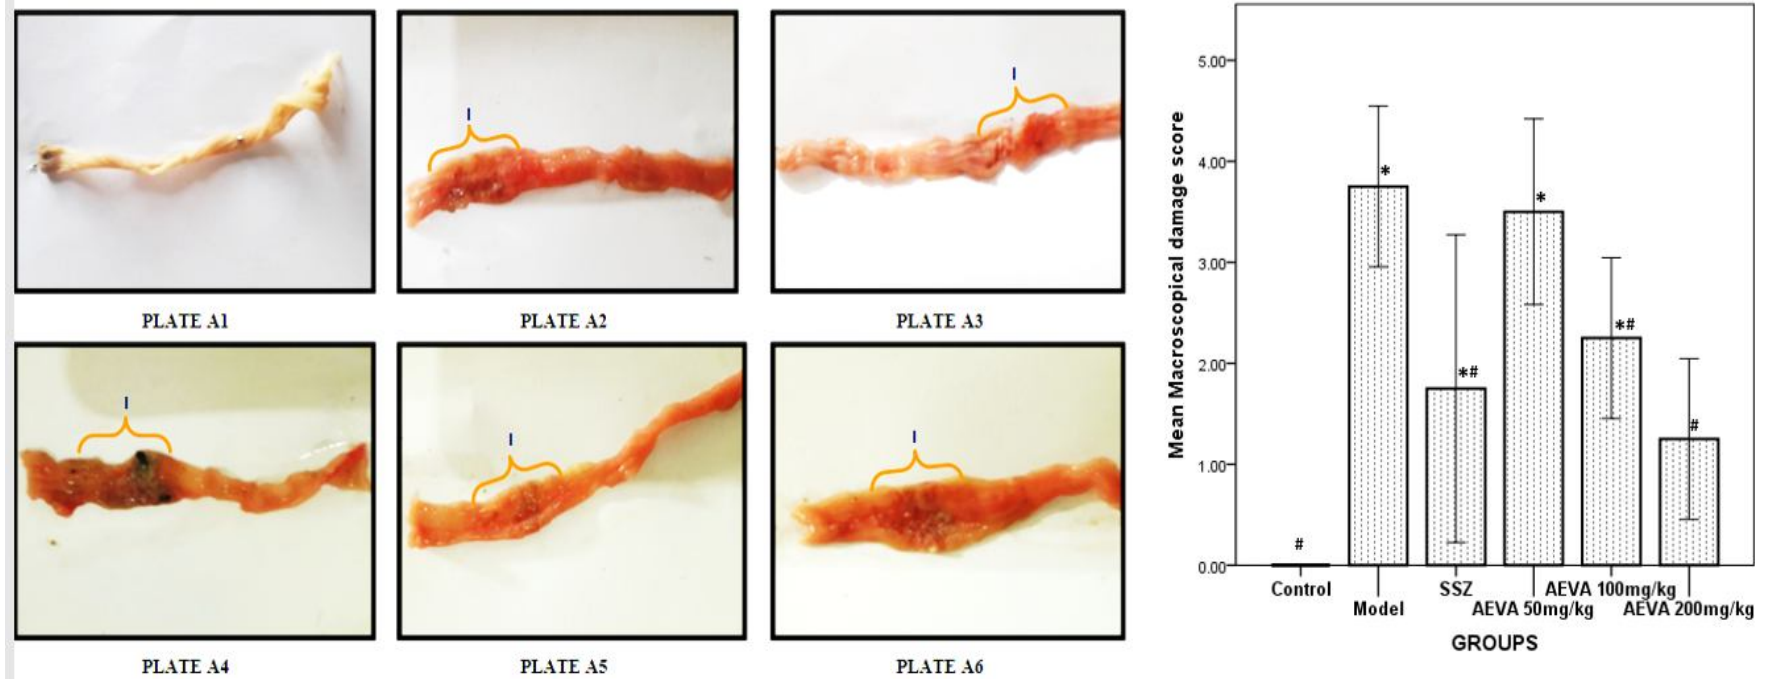 I
I
PLATE A1
PLATE A2
PLATE A3
I
I
I
PLATE A4
PLATE A5
PLATE A6
Mean Macroscopical damage score
5.00
4.00
3.00
2.00
1.00
0.00
#
*
*#
*
*#
#
Control
Model
SSZ
AEVA 50mg/kg
AEVA 100mg/kg
AEVA 200mg/kg
GROUPS